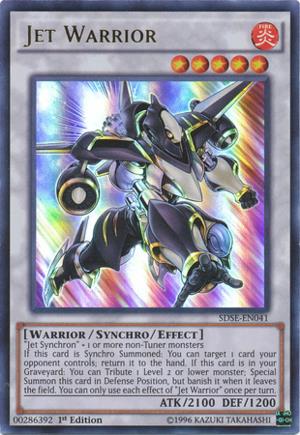 JET WARRIOR
FIRE
炎
SDSE-EN041
[WARRIOR / SYNCHRO/EFFECT]
"Jet Synchron" + 1 or more non-Tuner monsters
If this card is Synchro Summoned: You can target 1 card
your opponent controls; return it to the hand. If this card is in your
Graveyard: You can Tribute 1 Level 2 or lower monster; Special
Summon this card in Defense Position, but banish it when it leaves
the field. You can only use each effect of "Jet Warrior" once per turn.
ATK/2100 DEF/1200
00286392 1st Edition ©1996 KAZUKI TAKAHASHI